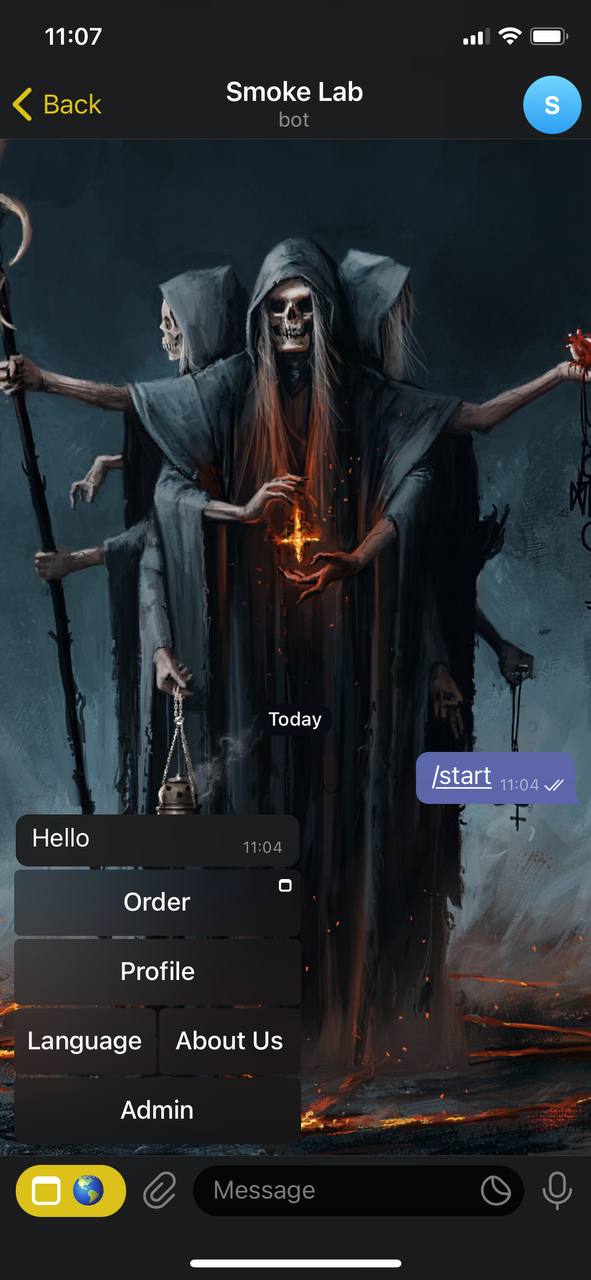 11:07
Back
Smoke Lab
bot
S
Today
/start 11:04
Hello
11:04
Order
Profile
Language About Us
Admin
Message